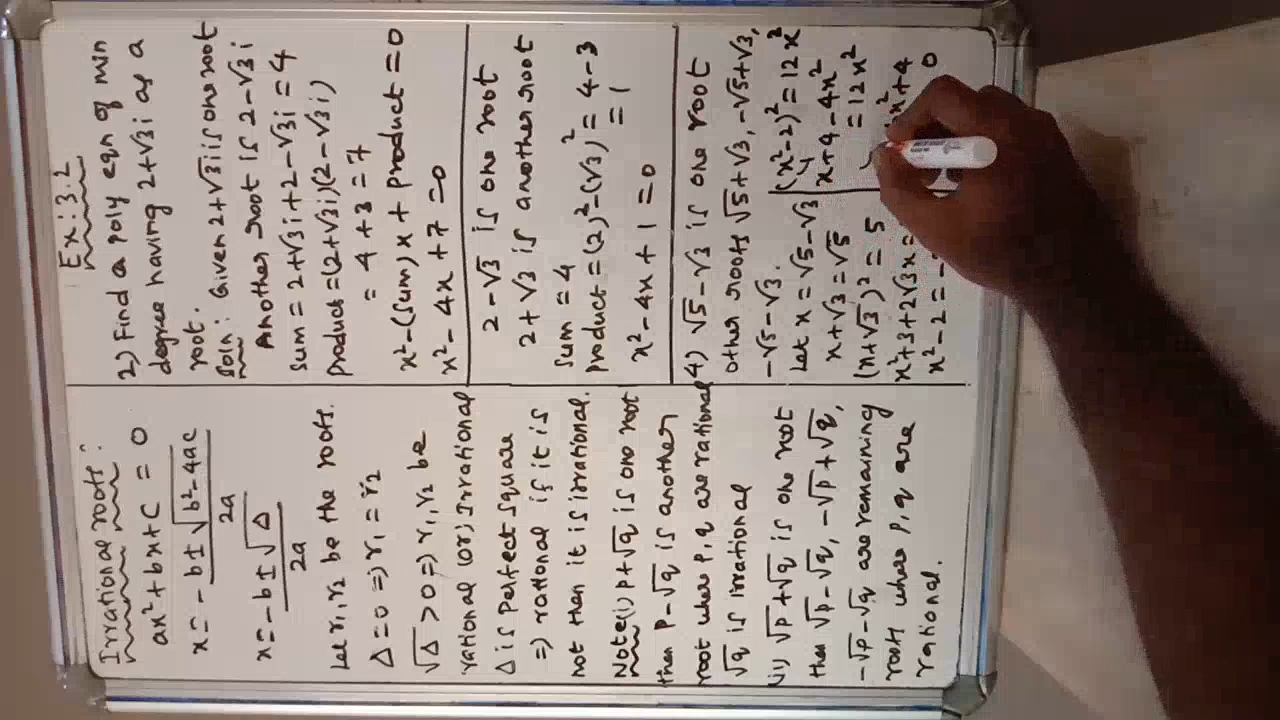 Irrational roots:
ax²+bx+c = 0
x = -b±√b²-4ac
2a
x = -b±√Δ
2a
Let r₁, r₂ be the roots.
Δ=0 => r₁ = r₂
√Δ >0 => r₁, r₂ be
rational (or) Irrational
Δ is perfect square
=> rational if it is
not then it is irrational.
Note(i) p+√q is one root
then p-√q is another
root where p, q are rational
√q is irrational
(ii) √p+√q is one root
then √p-√q, -√p+√q,
-√p-√q are remaining
roots where p, q are
rational.
Ex:3.2
2) Find a poly eqn of min
degree having 2+√3i as a
root.
Soln: Given 2+√3i is one root
Another root is 2-√3i
Sum = 2+√3i+2-√3i = 4
Product=(2+√3i)(2-√3i)
= 4+3 = 7
x²-(Sum)x+ product =0
x²-4x+7 =0
2-√3 is one root
2+√3 is another root
Sum = 4
product =(2)²-(√3)² = 4-3
= 1
x²-4x+1 = 0
4) √5-√3 is one root
other roots √5+√3, -√5+√3,
-√5-√3.
Let x = √5-√3
x+√3 = √5
(x+√3)² = 5
x²+3+2√3x =
x²-2 = -
(x²-2)² = 12x²
x⁴+4-4x²
= 12x²
x²+4
0